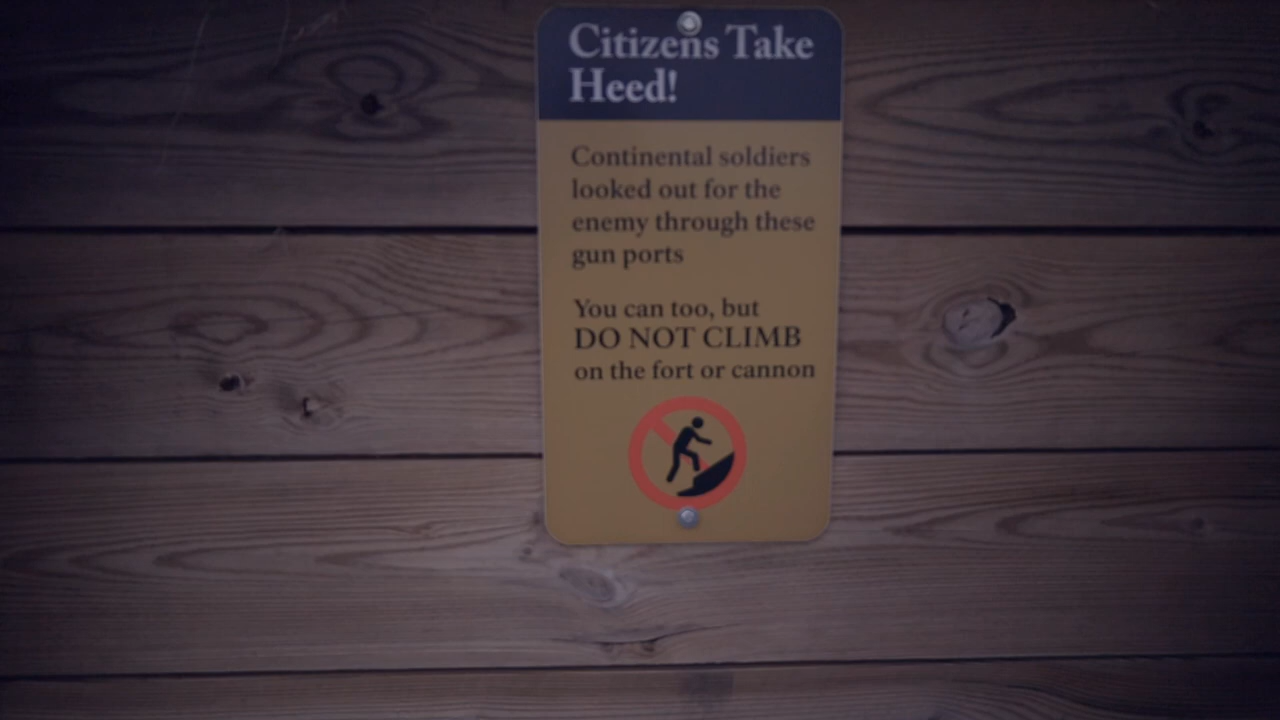 Citizens Take
Heed!
Continental soldiers
looked out for the
enemy through these
gun ports
You can too, but
DO NOT CLIMB
on the fort or cannon